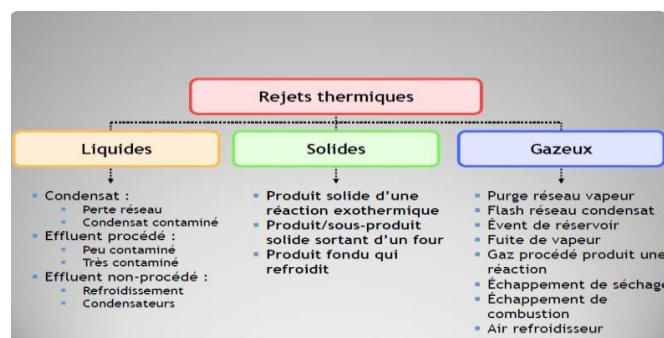 Rejets thermiques
Liquides
Condensat :
Perte réseau
Condensat contaminé
Effluent procédé :
Peu contaminé
Très contaminé
Effluent non-procédé :
Refroidissement
Condensateurs
Solides
Produit solide d'une
réaction exothermique
Produit/sous-produit
solide sortant d'un four
Produit fondu qui
refroidit
Gazeux
Purge réseau vapeur
Flash réseau condensat
Évent de réservoir
Fuite de vapeur
Gaz procédé produit une
réaction
Échappement de séchage
Échappement de
combustion
Air refroidisseur